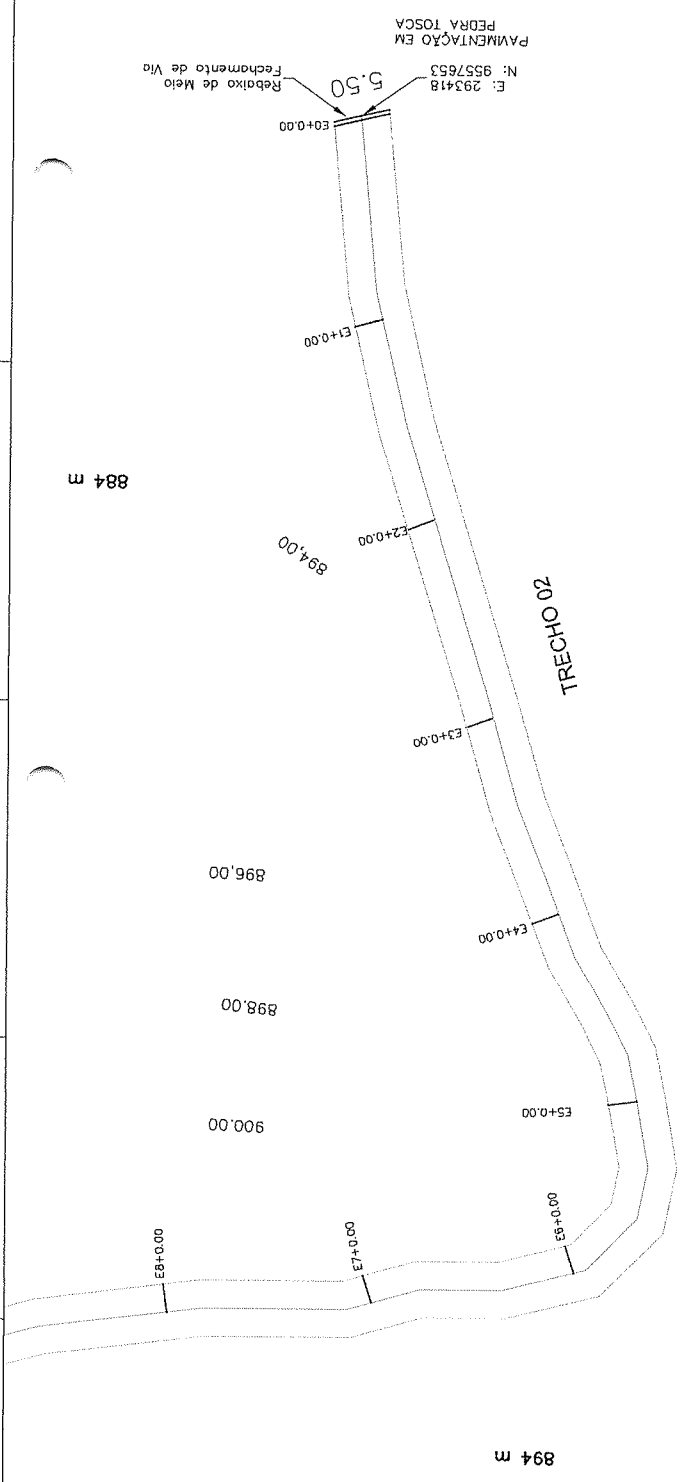 PAVIMENTAÇÃO EM
PEDRA TOSCA
E: 293418
N: 9557653
Rebaixo de Meio
Fechamento de Via
5.50
E0+0.00
E1+0.00
884 m
E2+0.00
894,00
TRECHO 02
E3+0.00
896,00
E4+0.00
898.00
E5+0.00
900.00
E6+0.00
E7+0.00
E8+0.00
894 m